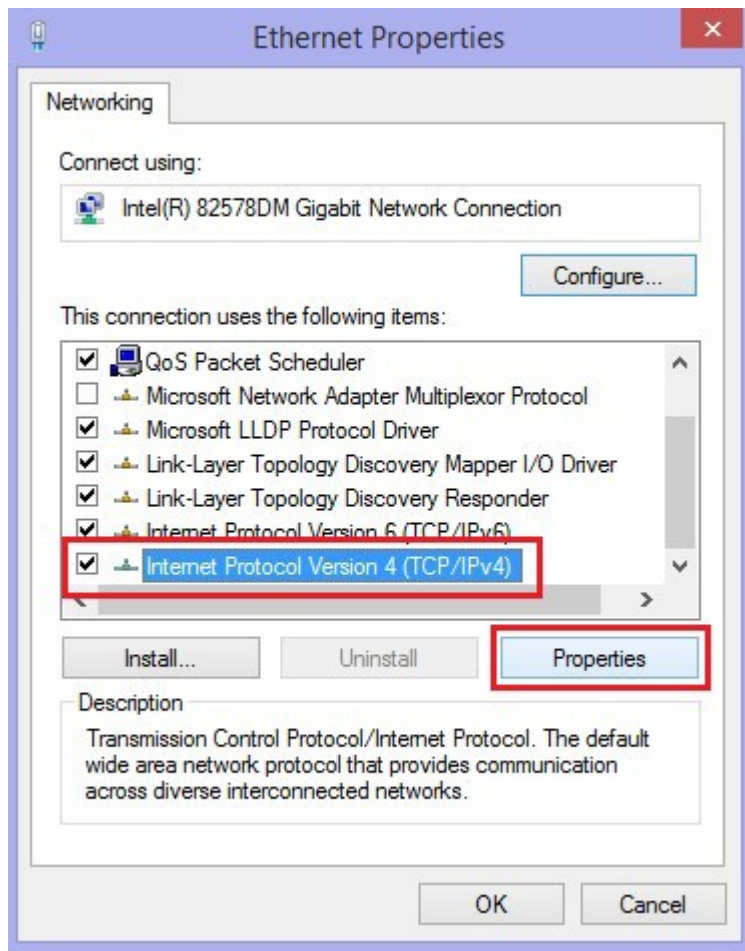 Ethernet Properties
Networking
Connect using:
Intel(R) 82578DM Gigabit Network Connection
Configure...
This connection uses the following items:
QoS Packet Scheduler
Microsoft Network Adapter Multiplexor Protocol
Microsoft LLDP Protocol Driver
Link-Layer Topology Discovery Mapper I/O Driver
Link-Layer Topology Discovery Responder
Internet Protocol Version 6 (TCP/IPv6)
Internet Protocol Version 4 (TCP/IPv4)
Install...
Uninstall
Properties
Description
Transmission Control Protocol/Internet Protocol. The default
wide area network protocol that provides communication
across diverse interconnected networks.
OK
Cancel